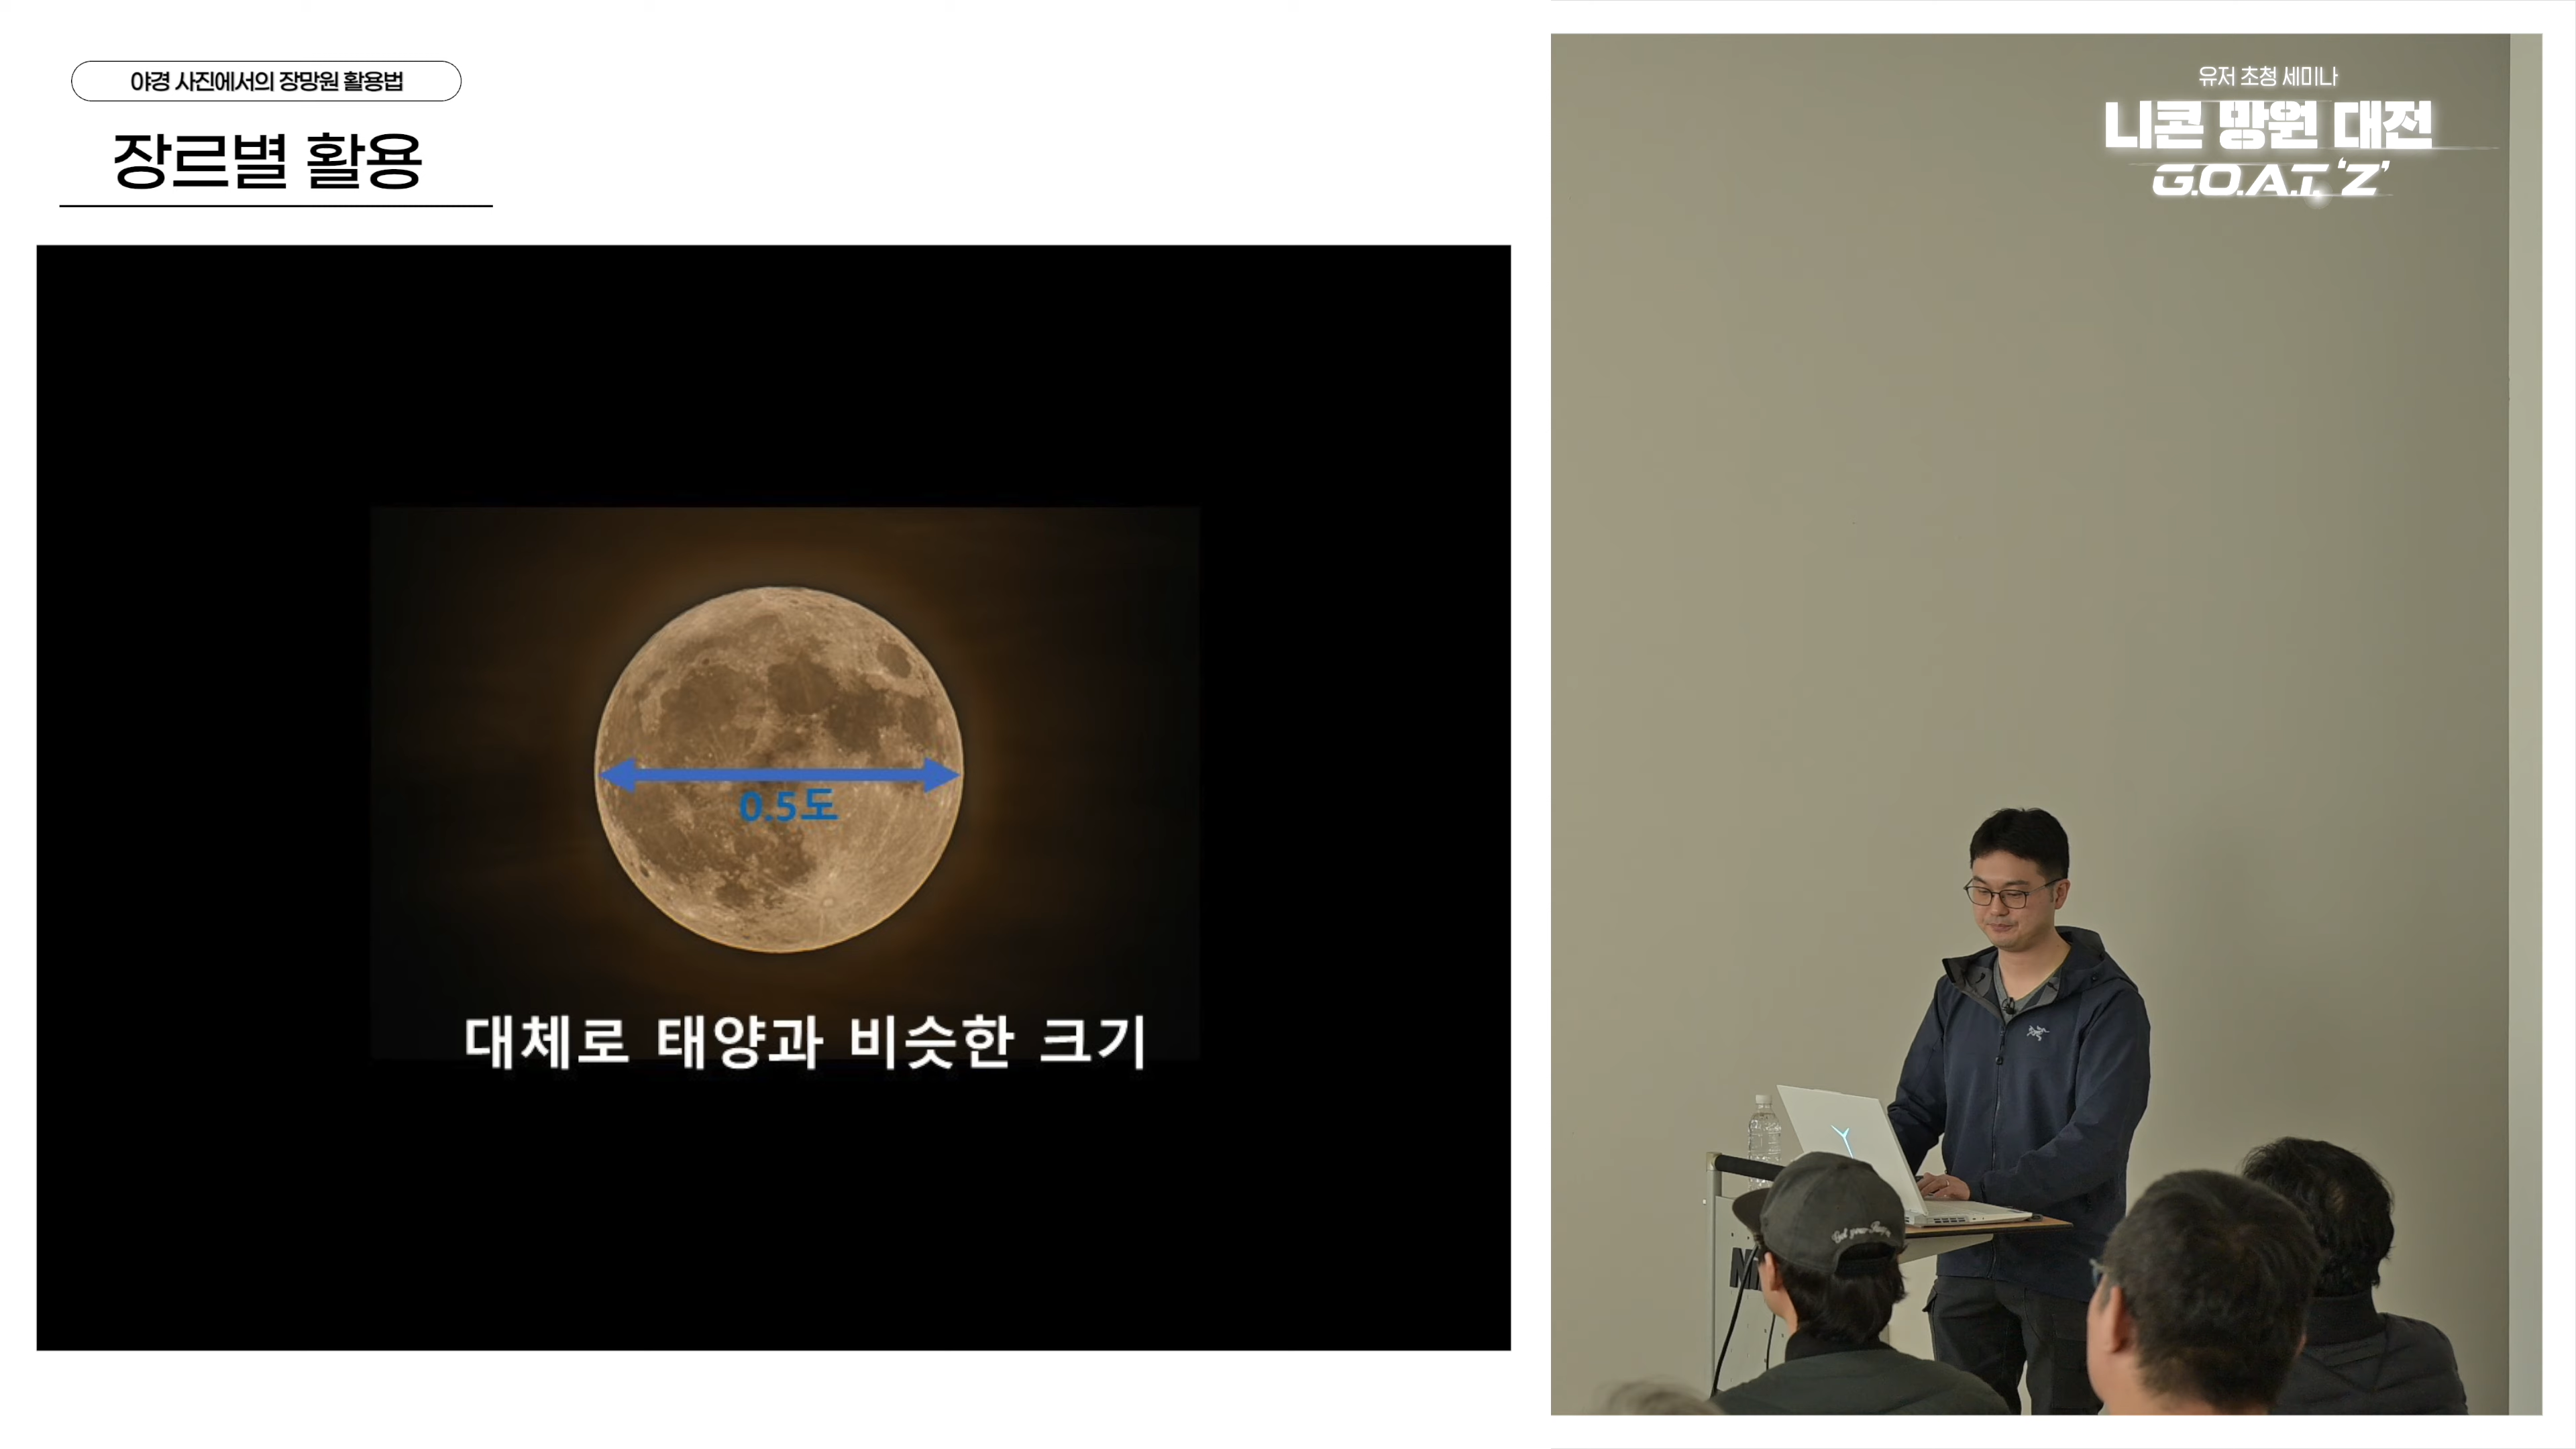 야경 사진에서의 장망원 활용법
장르별 활용
0.5도
대체로 태양과 비슷한 크기
유저 초청 세미나
니콘 망원 대전
G.O.A.T. 'Z'